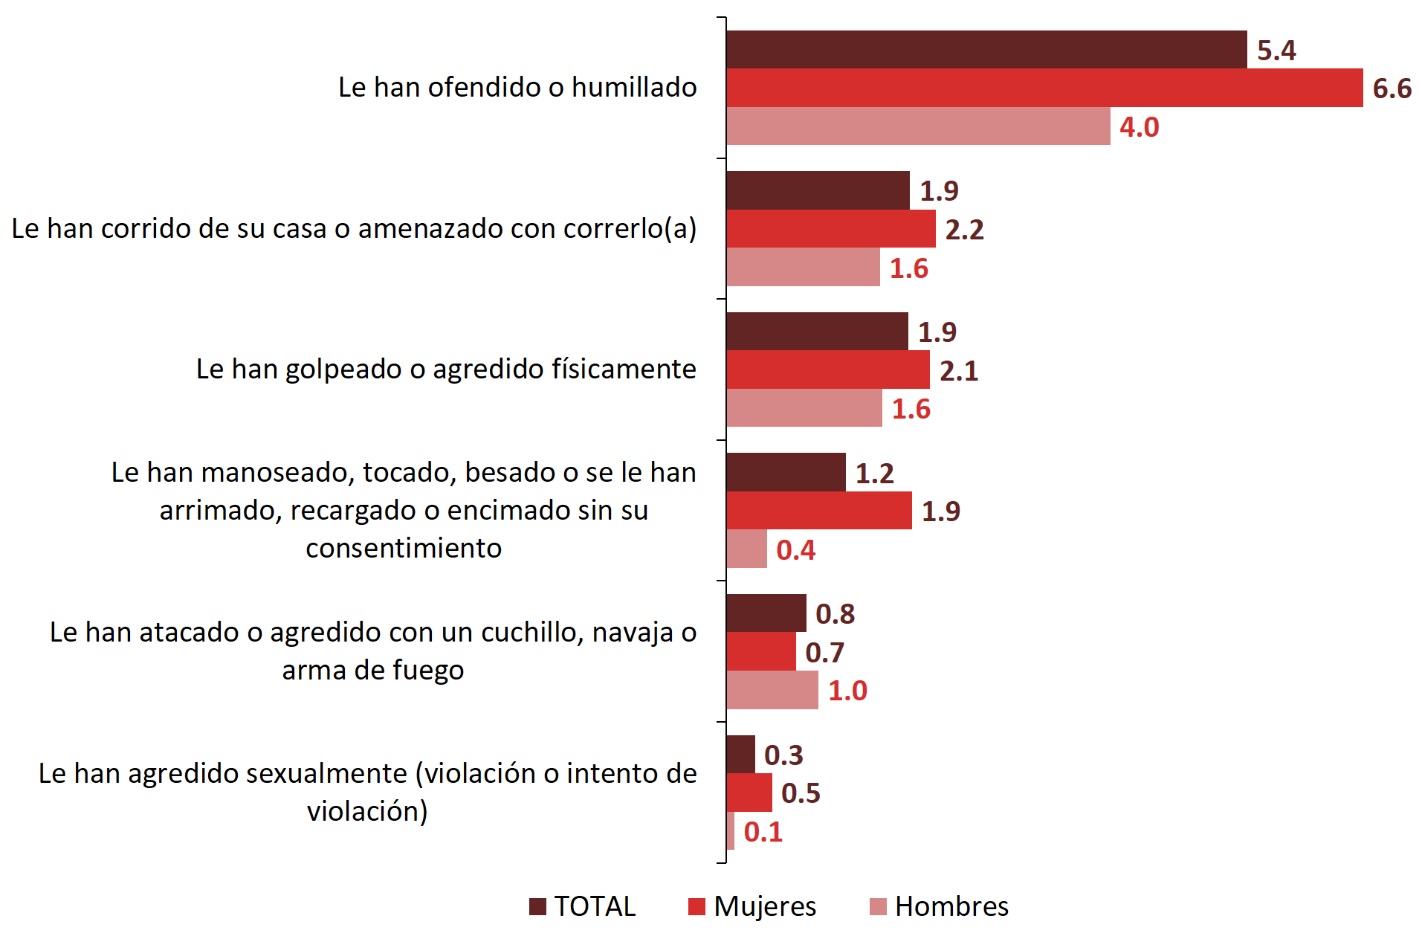 5.4
Le han ofendido o humillado
6.6
4.0
1.9
Le han corrido de su casa o amenazado con correrlo(a)
2.2
1.6
1.9
Le han golpeado o agredido físicamente
2.1
1.6
Le han manoseado, tocado, besado o se le han
arrimado, recargado o encimado sin su
consentimiento
1.2
1.9
0.4
Le han atacado o agredido con un cuchillo, navaja o
arma de fuego
0.8
0.7
1.0
Le han agredido sexualmente (violación o intento de
violación)
0.3
0.5
0.1
TOTAL Mujeres Hombres